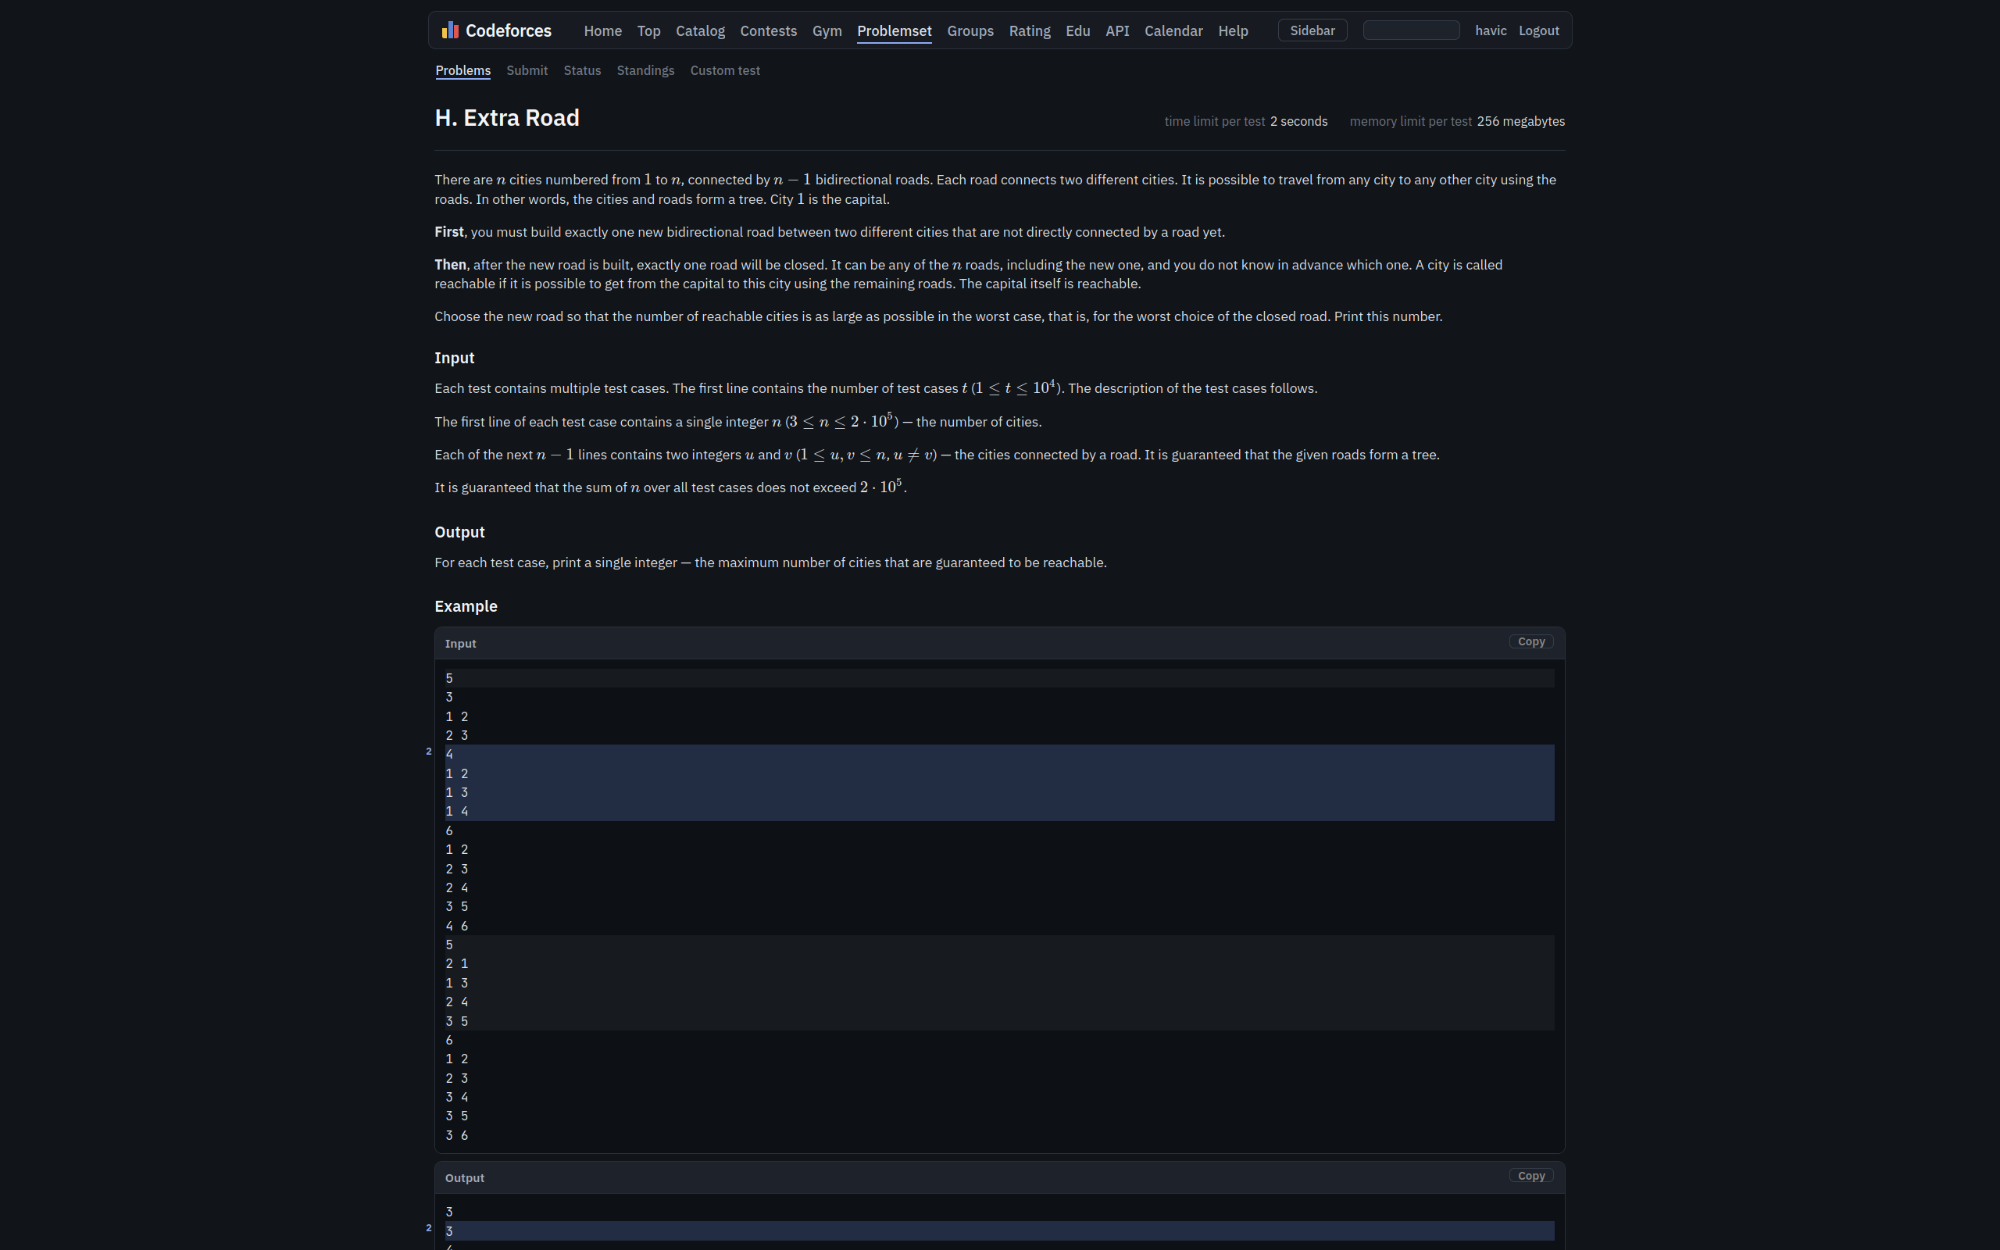 Codeforces Home Top Catalog Contests Gym Problemset Groups Rating Edu API Calendar Help Sidebar havic Logout
Problems Submit Status Standings Custom test
H. Extra Road time limit per test 2 seconds memory limit per test 256 megabytes
There are n cities numbered from 1 to n, connected by n − 1 bidirectional roads. Each road connects two different cities. It is possible to travel from any city to any other city using the
roads. In other words, the cities and roads form a tree. City 1 is the capital.
First, you must build exactly one new bidirectional road between two different cities that are not directly connected by a road yet.
Then, after the new road is built, exactly one road will be closed. It can be any of the n roads, including the new one, and you do not know in advance which one. A city is called
reachable if it is possible to get from the capital to this city using the remaining roads. The capital itself is reachable.
Choose the new road so that the number of reachable cities is as large as possible in the worst case, that is, for the worst choice of the closed road. Print this number.
Input
Each test contains multiple test cases. The first line contains the number of test cases t (1 ≤ t ≤ 10⁴). The description of the test cases follows.
The first line of each test case contains a single integer n (3 ≤ n ≤ 2 · 10⁵) — the number of cities.
Each of the next n − 1 lines contains two integers u and v (1 ≤ u, v ≤ n, u ≠ v) — the cities connected by a road. It is guaranteed that the given roads form a tree.
It is guaranteed that the sum of n over all test cases does not exceed 2 · 10⁵.
Output
For each test case, print a single integer — the maximum number of cities that are guaranteed to be reachable.
Example
Input Copy
5
3
1 2
2 3
2 4
1 2
1 3
1 4
6
1 2
2 3
2 4
3 5
4 6
5
2 1
1 3
2 4
3 5
6
1 2
2 3
3 4
3 5
3 6
Output Copy
3
2 3